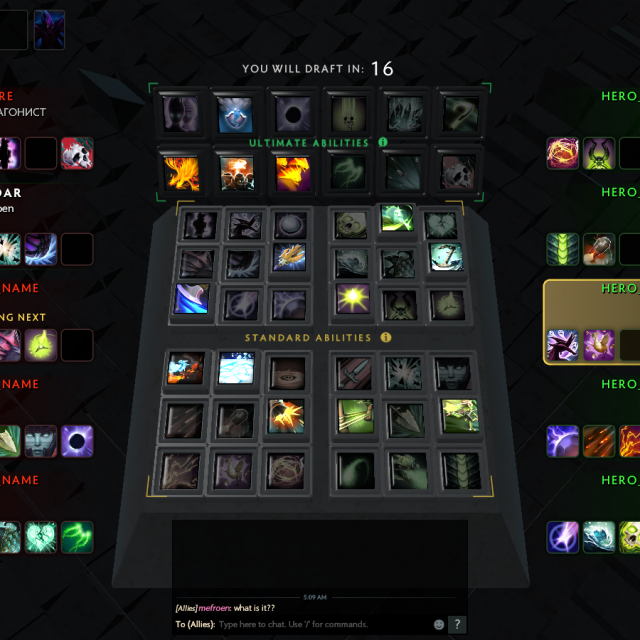 YOU WILL DRAFT IN: 16
ULTIMATE ABILITIES
STANDARD ABILITIES
RE
АГОНИСТ
OAR
oen
NAME
NG NEXT
NAME
NAME
HERO_
HERO_
HERO_
HERO_
HERO_
5:09 AM
[Allies] mefroen: what is it??
To (Allies): Type here to chat. Use '/' for commands.
?